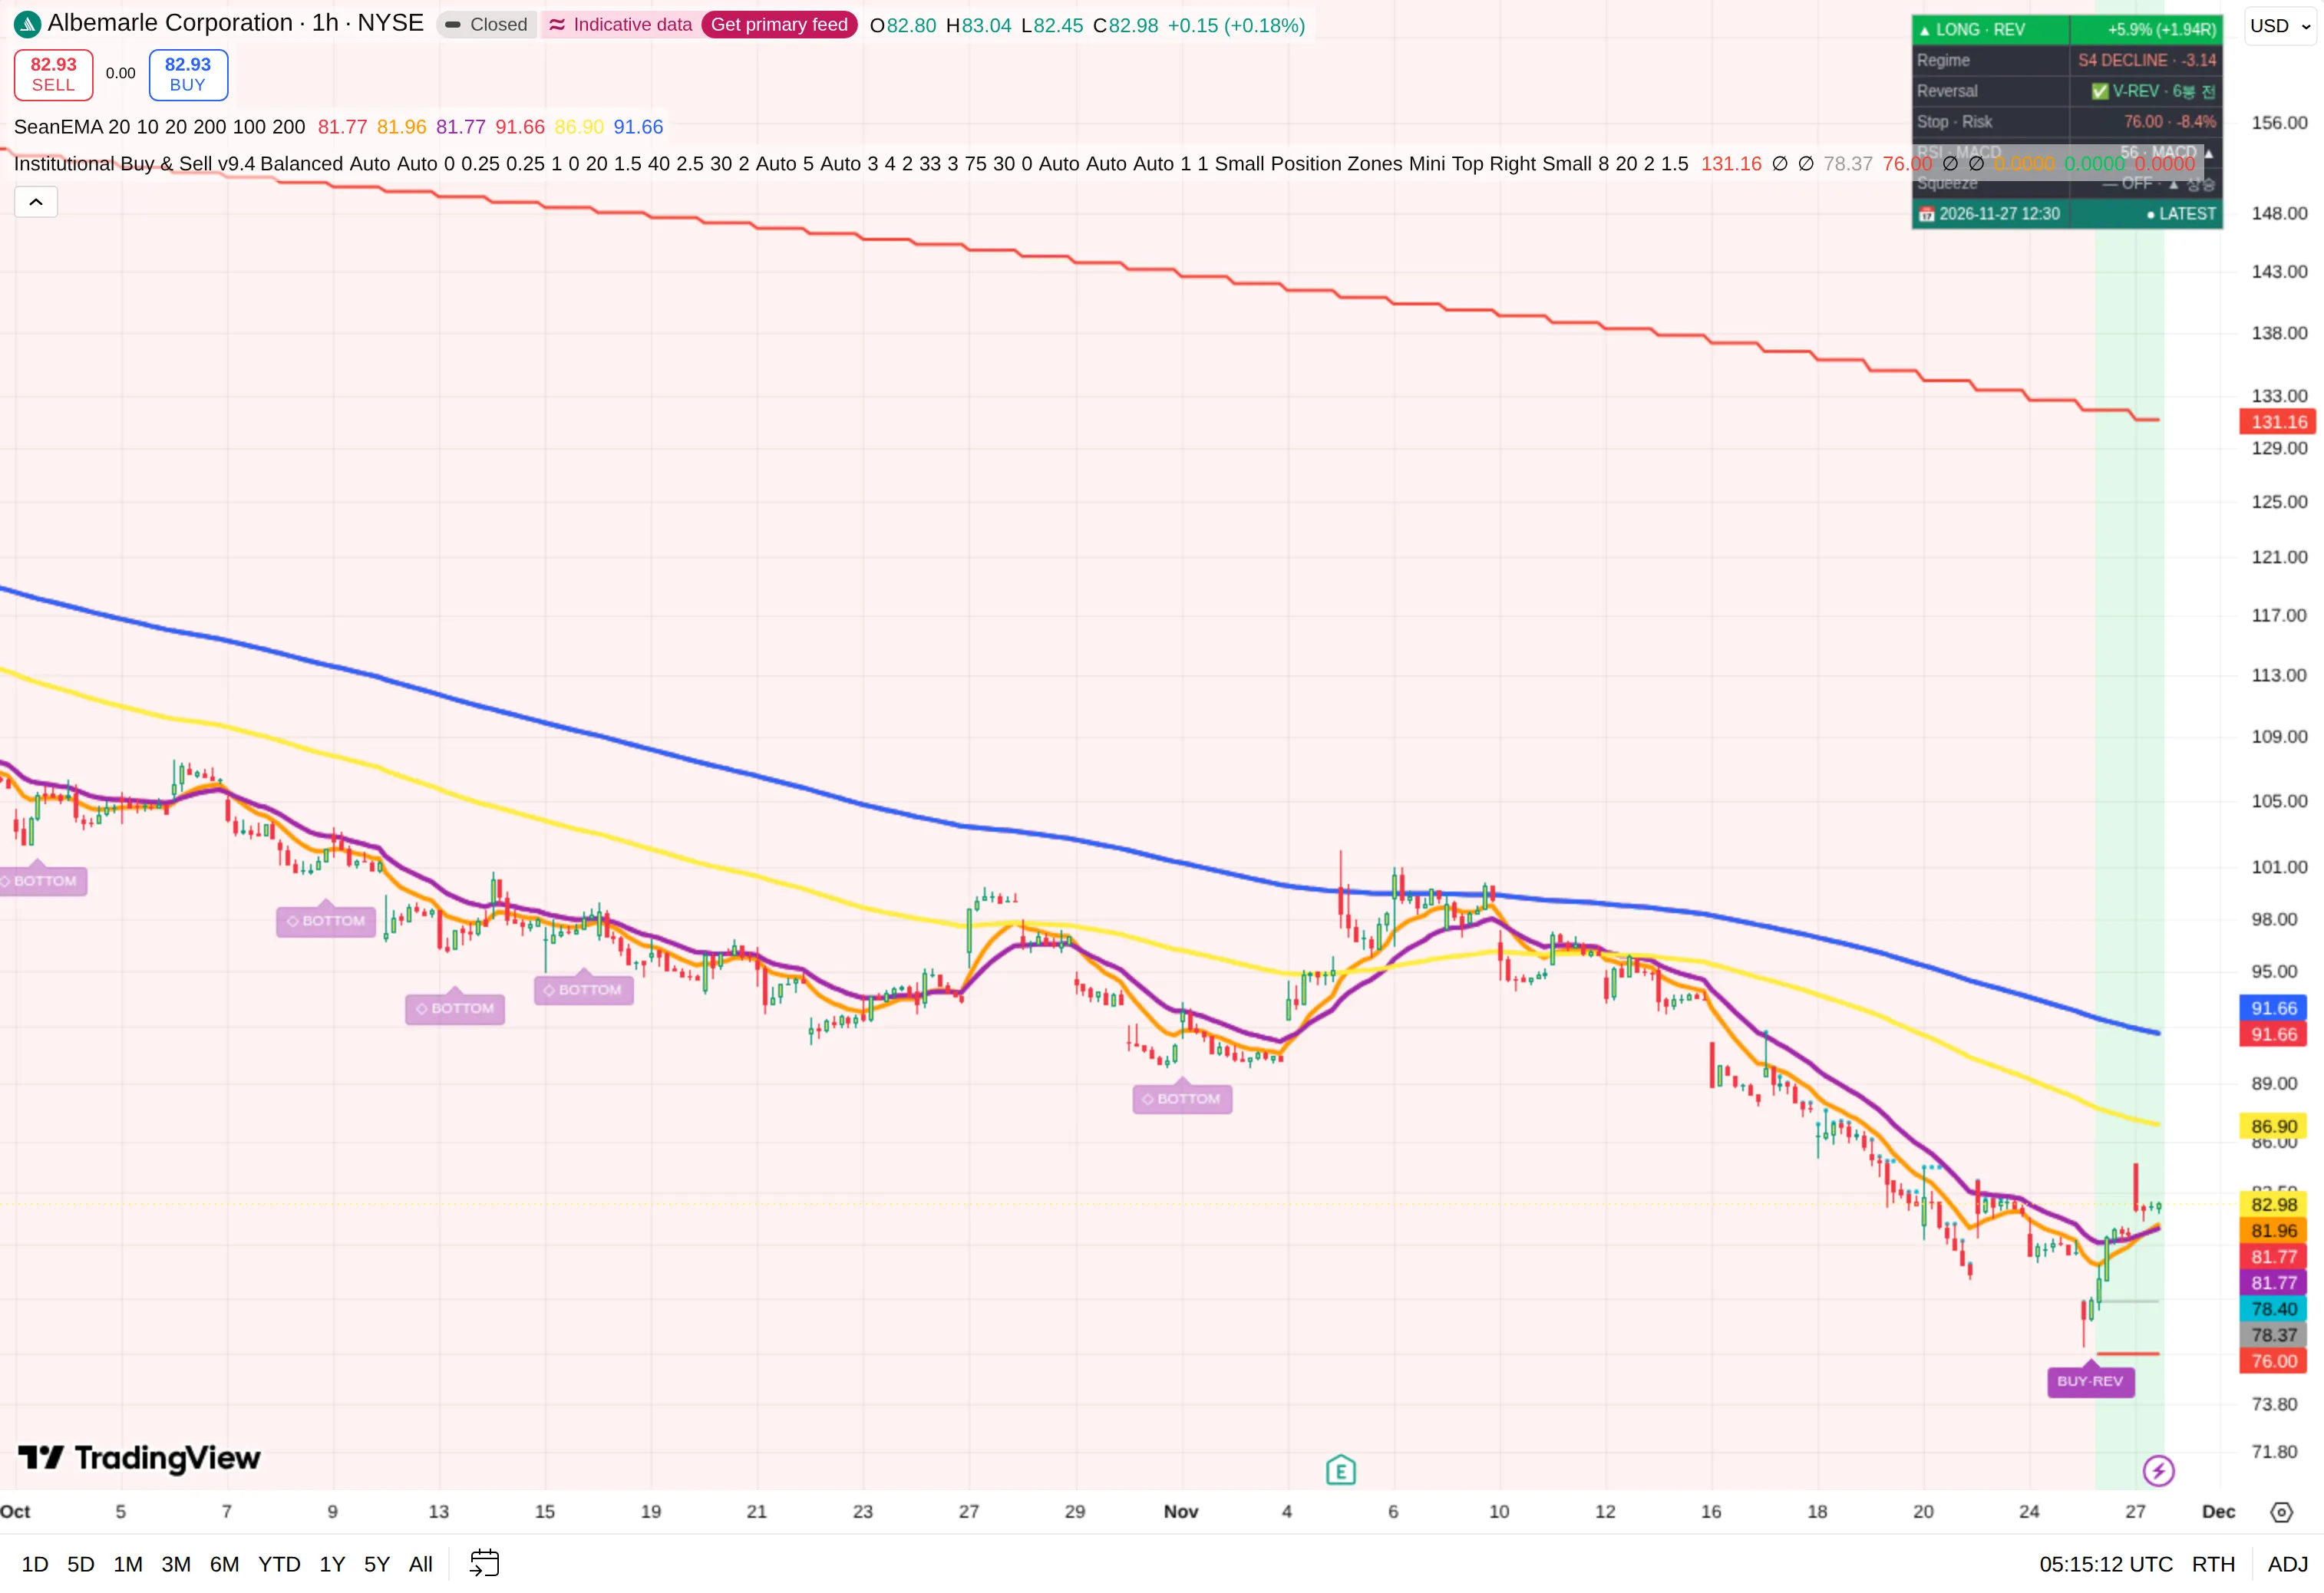 Albemarle Corporation · 1h · NYSE Closed Indicative data Get primary feed O82.80 H83.04 L82.45 C82.98 +0.15 (+0.18%)
82.93 SELL 0.00 82.93 BUY
SeanEMA 20 10 20 200 100 200 81.77 81.96 81.77 91.66 86.90 91.66
Institutional Buy & Sell v9.4 Balanced Auto Auto 0 0.25 0.25 1 0 20 1.5 40 2.5 30 2 Auto 5 Auto 3 4 2 33 3 75 30 0 Auto Auto Auto 1 1 Small Position Zones Mini Top Right Small 8 20 2 1.5 131.16 ∅ ∅ 78.37 76.00 ∅ ∅ 0.0000 0.0000 0.0000
▲ LONG · REV +5.9% (+1.94R)
Regime S4 DECLINE · -3.14
Reversal ✅ V-REV · 6봉 전
Stop · Risk 76.00 · -8.4%
RSI · MACD 56 · MACD ▲
Squeeze — OFF · ▲ 상승
📅 2026-11-27 12:30 ● LATEST
USD
156.00
148.00
143.00
138.00
133.00
131.16
129.00
125.00
121.00
117.00
113.00
109.00
105.00
101.00
98.00
95.00
91.66
91.66
89.00
86.90
86.00
82.98
81.96
81.77
81.77
78.40
78.37
76.00
73.80
71.80
◇ BOTTOM
◇ BOTTOM
◇ BOTTOM
◇ BOTTOM
◇ BOTTOM
BUY-REV
TradingView
E
Oct 5 7 9 13 15 19 21 23 27 29 Nov 4 6 10 12 16 18 20 24 27 Dec
1D 5D 1M 3M 6M YTD 1Y 5Y All 05:15:12 UTC RTH ADJ